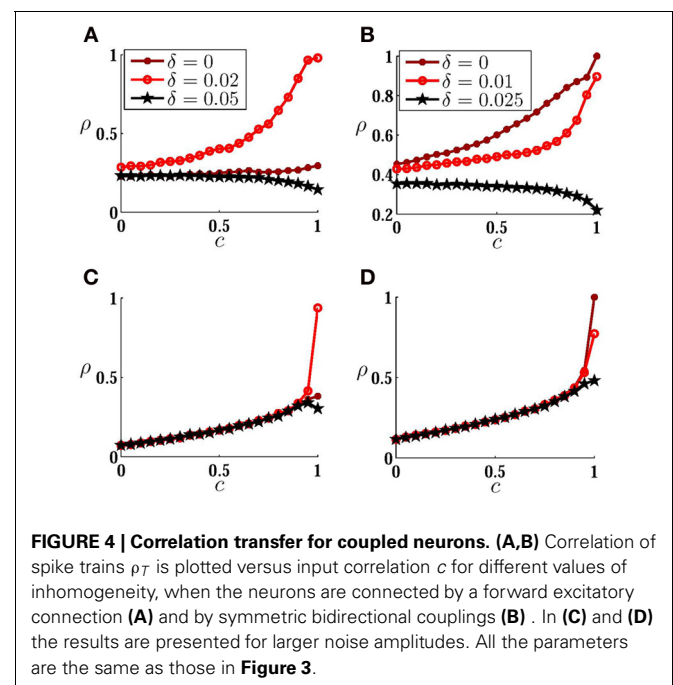 A
B
1
δ = 0
δ = 0.02
δ = 0.05
ρ
0.5
0
0 0.5 1
c
1
δ = 0
δ = 0.01
δ = 0.025
0.8
ρ
0.6
0.4
0.2
0 0.5 1
c
C
D
1
ρ
0.5
0
0 0.5 1
c
1
ρ
0.5
0
0 0.5 1
c
FIGURE 4 | Correlation transfer for coupled neurons. (A,B) Correlation of
spike trains ρT is plotted versus input correlation c for different values of
inhomogeneity, when the neurons are connected by a forward excitatory
connection (A) and by symmetric bidirectional couplings (B) . In (C) and (D)
the results are presented for larger noise amplitudes. All the parameters
are the same as those in Figure 3.